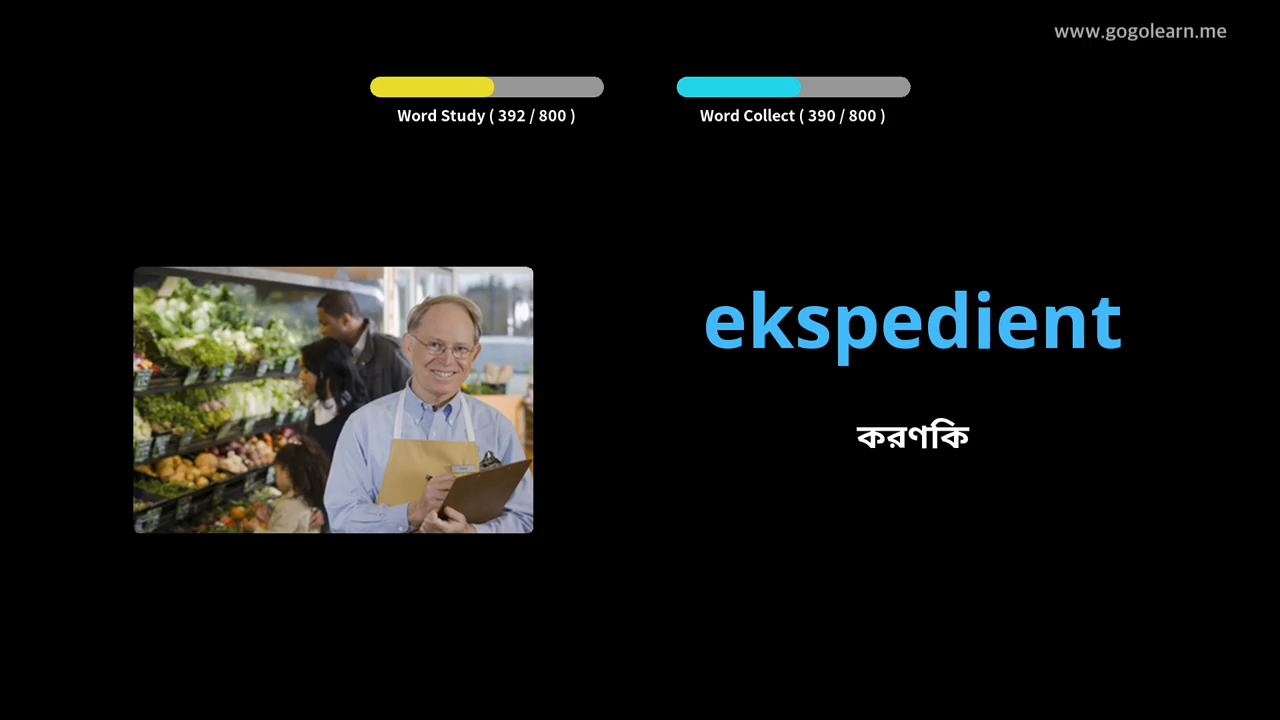 www.gogolearn.me
Word Study ( 392 / 800 )
Word Collect ( 390 / 800 )
ekspedient
করণকি